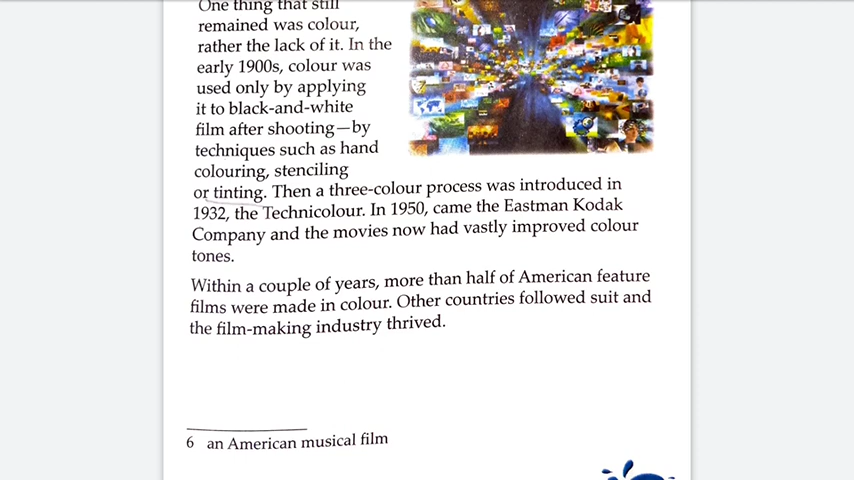 One thing that still
remained was colour,
rather the lack of it. In the
early 1900s, colour was
used only by applying
it to black-and-white
film after shooting—by
techniques such as hand
colouring, stenciling
or tinting. Then a three-colour process was introduced in
1932, the Technicolour. In 1950, came the Eastman Kodak
Company and the movies now had vastly improved colour
tones.
Within a couple of years, more than half of American feature
films were made in colour. Other countries followed suit and
the film-making industry thrived.
6 an American musical film